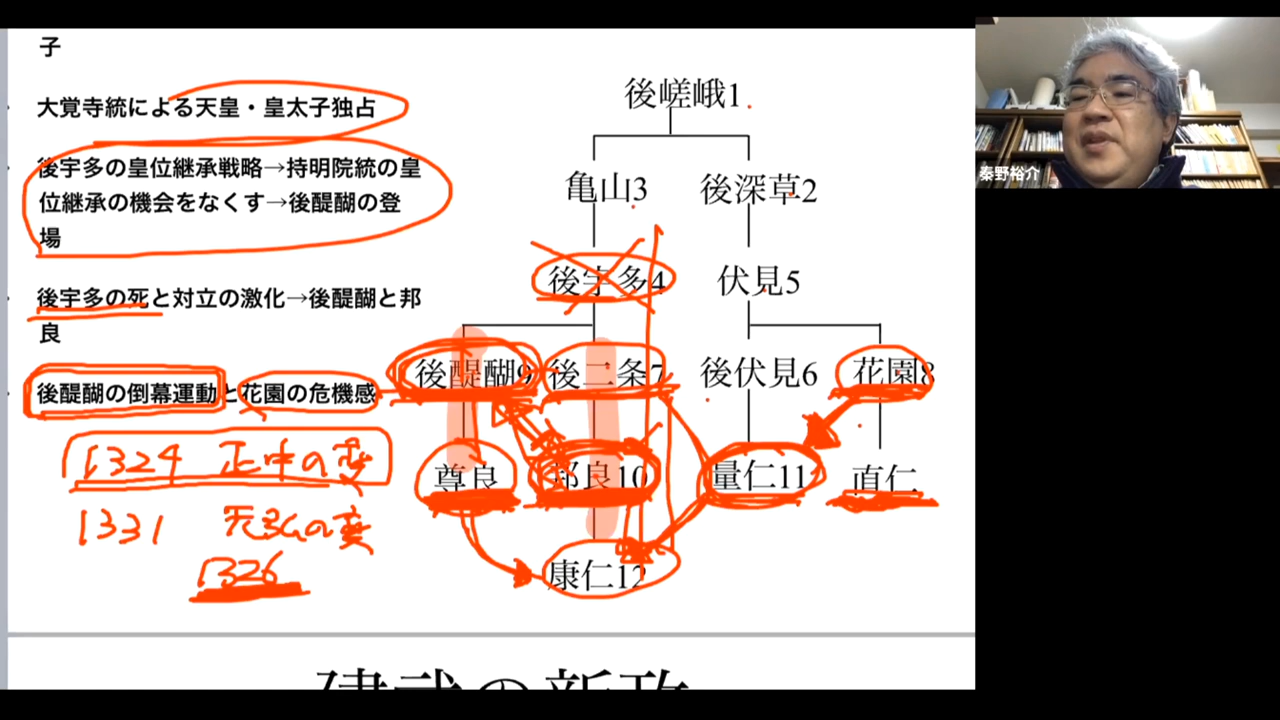 子
大覚寺統による天皇・皇太子独占
後宇多の皇位継承戦略→持明院統の皇
位継承の機会をなくす→後醍醐の登
場
後宇多の死と対立の激化→後醍醐と邦
良
後醍醐の倒幕運動と花園の危機感
1324 正中の変
1331 元弘の変
1326
後嵯峨1
亀山3 後深草2
後宇多4 伏見5
後醍醐9 後二条7 後伏見6 花園8
尊良 邦良10 量仁11 直仁
康仁12
建武の新政
秦野裕介